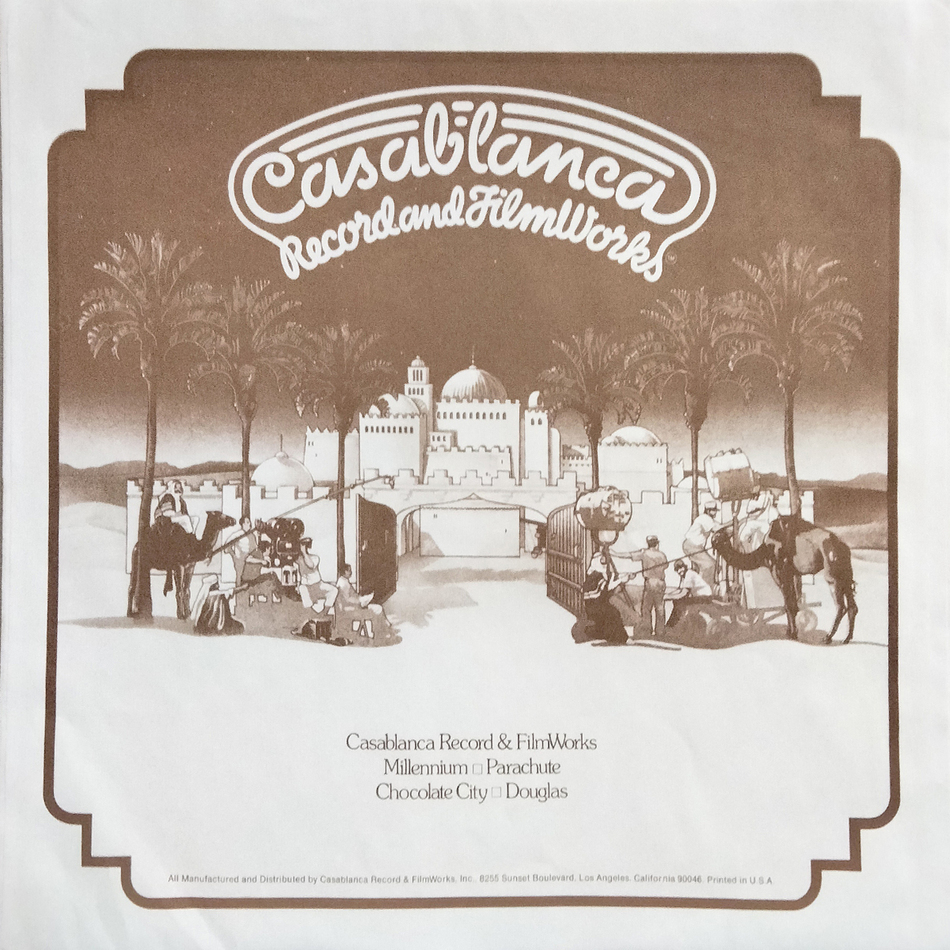 Casablanca
Record and FilmWorks
Casablanca Record & FilmWorks
Millennium □ Parachute
Chocolate City □ Douglas
All Manufactured and Distributed by Casablanca Record & FilmWorks, Inc., 8255 Sunset Boulevard, Los Angeles, California 90046. Printed in U.S.A.